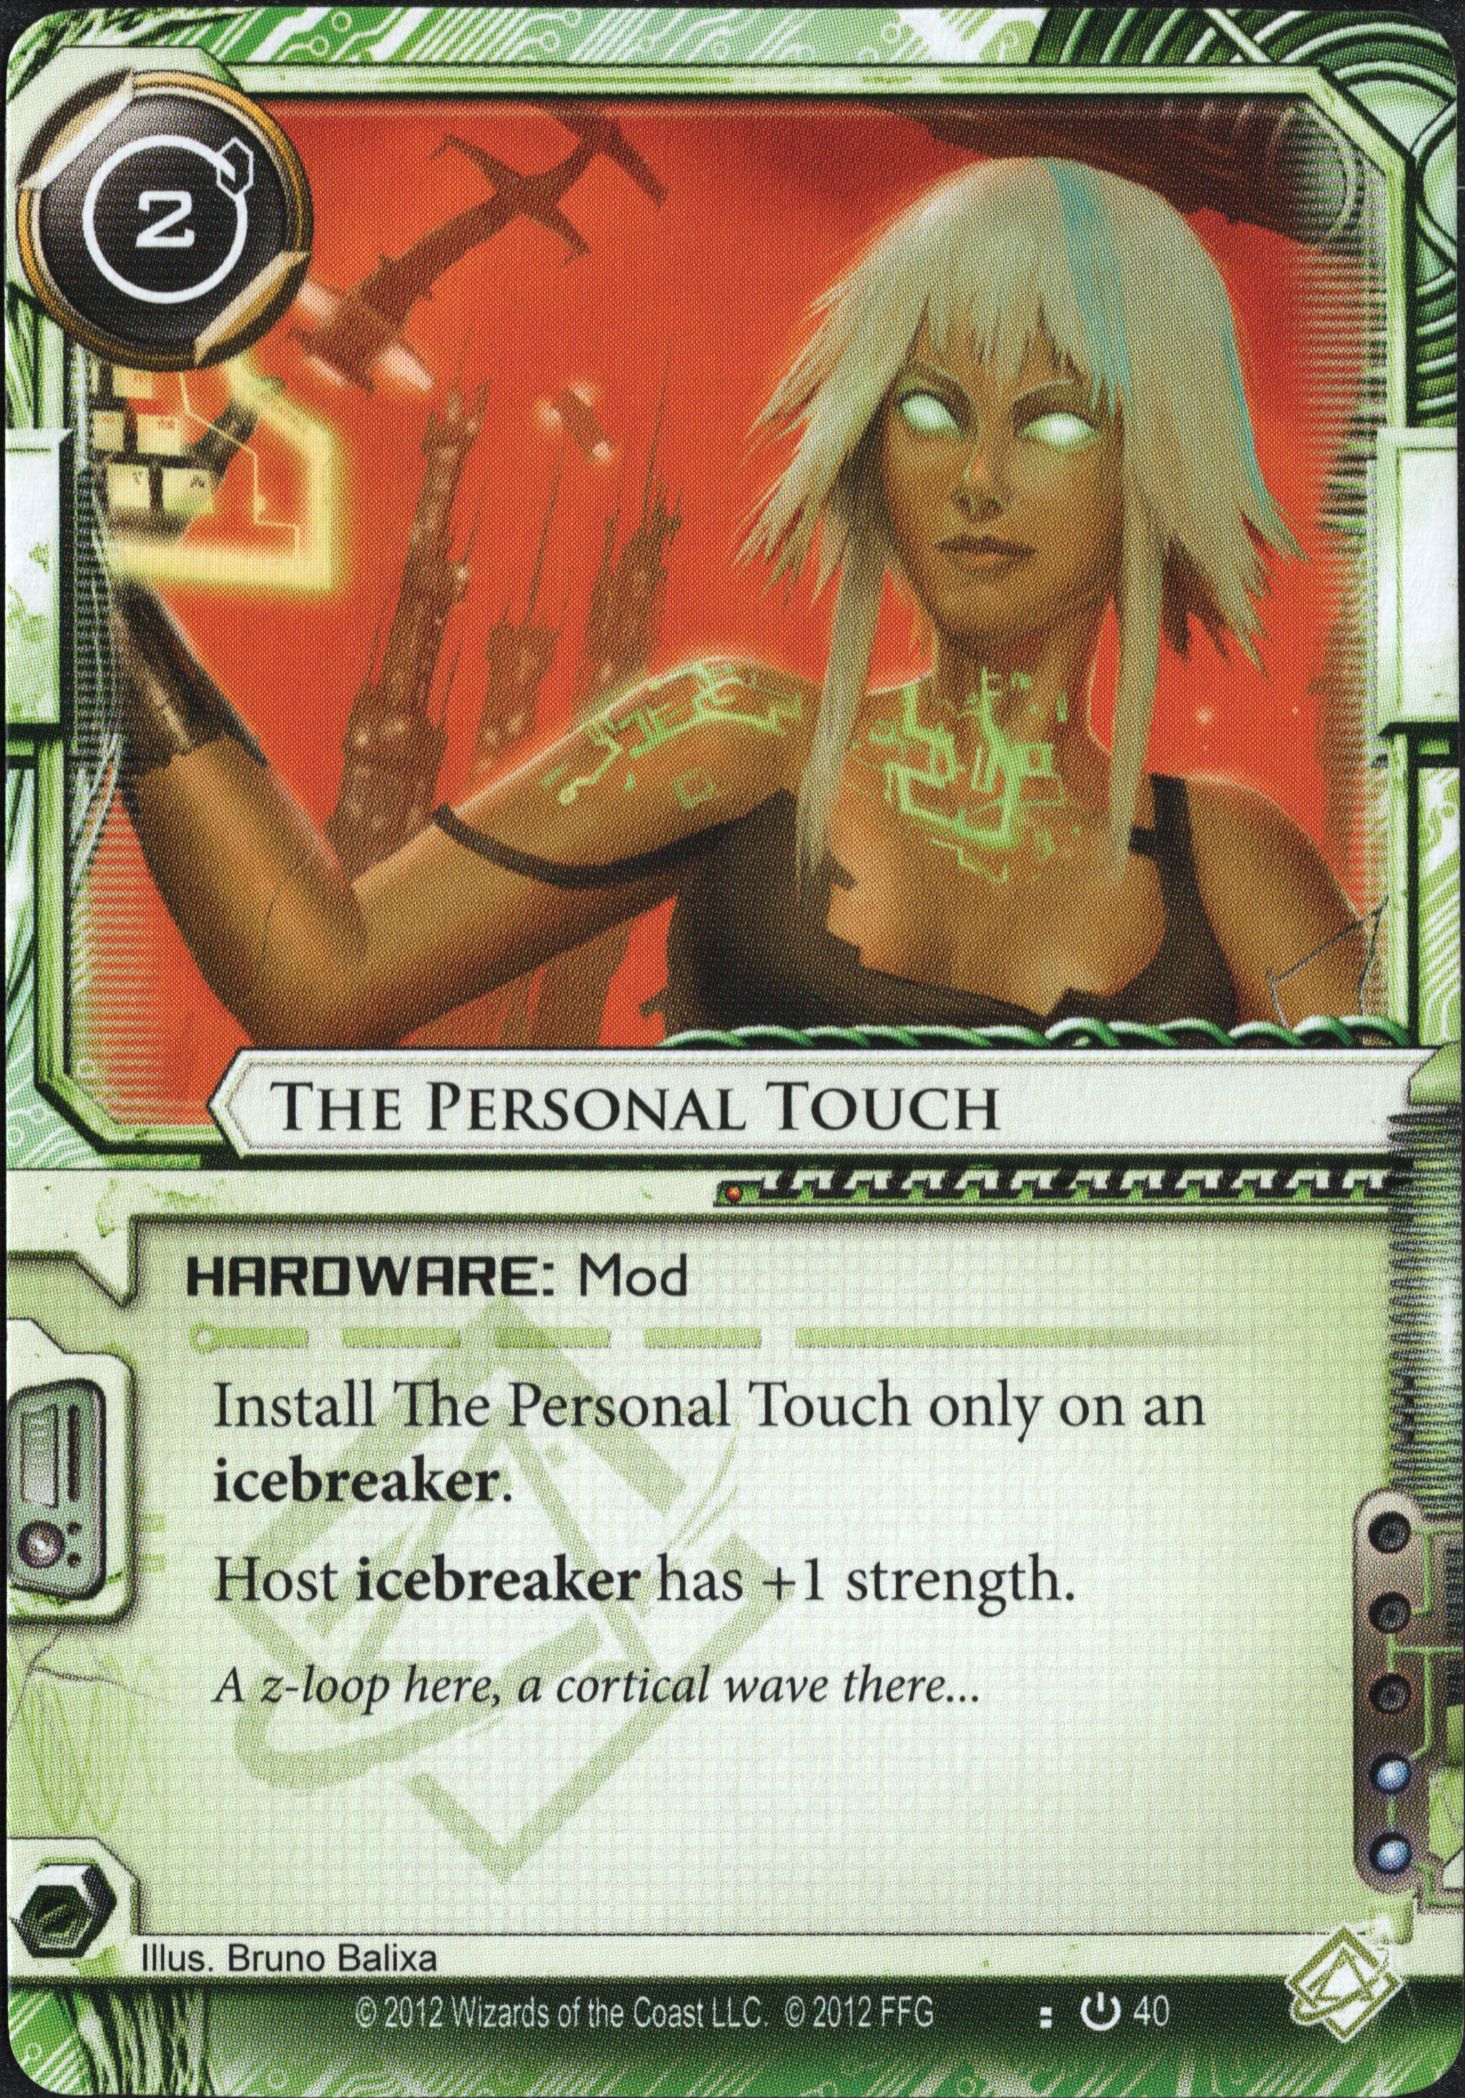 2
THE PERSONAL TOUCH
HARDWARE: Mod
Install The Personal Touch only on an
icebreaker.
Host icebreaker has +1 strength.
A z-loop here, a cortical wave there...
Illus. Bruno Balixa
© 2012 Wizards of the Coast LLC. © 2012 FFG
40